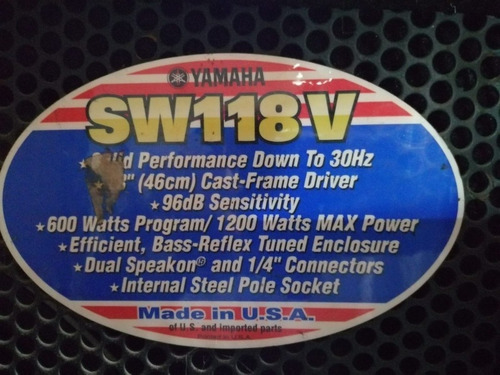 YAMAHA
SW118V
Performance Down To 30Hz
" (46cm) Cast-Frame Driver
★ 96dB Sensitivity
★ 600 Watts Program/ 1200 Watts MAX Power
★ Efficient, Bass-Reflex Tuned Enclosure
★ Dual Speakon® and 1/4" Connectors
★ Internal Steel Pole Socket
Made in U.S.A.
of U.S. and imported parts